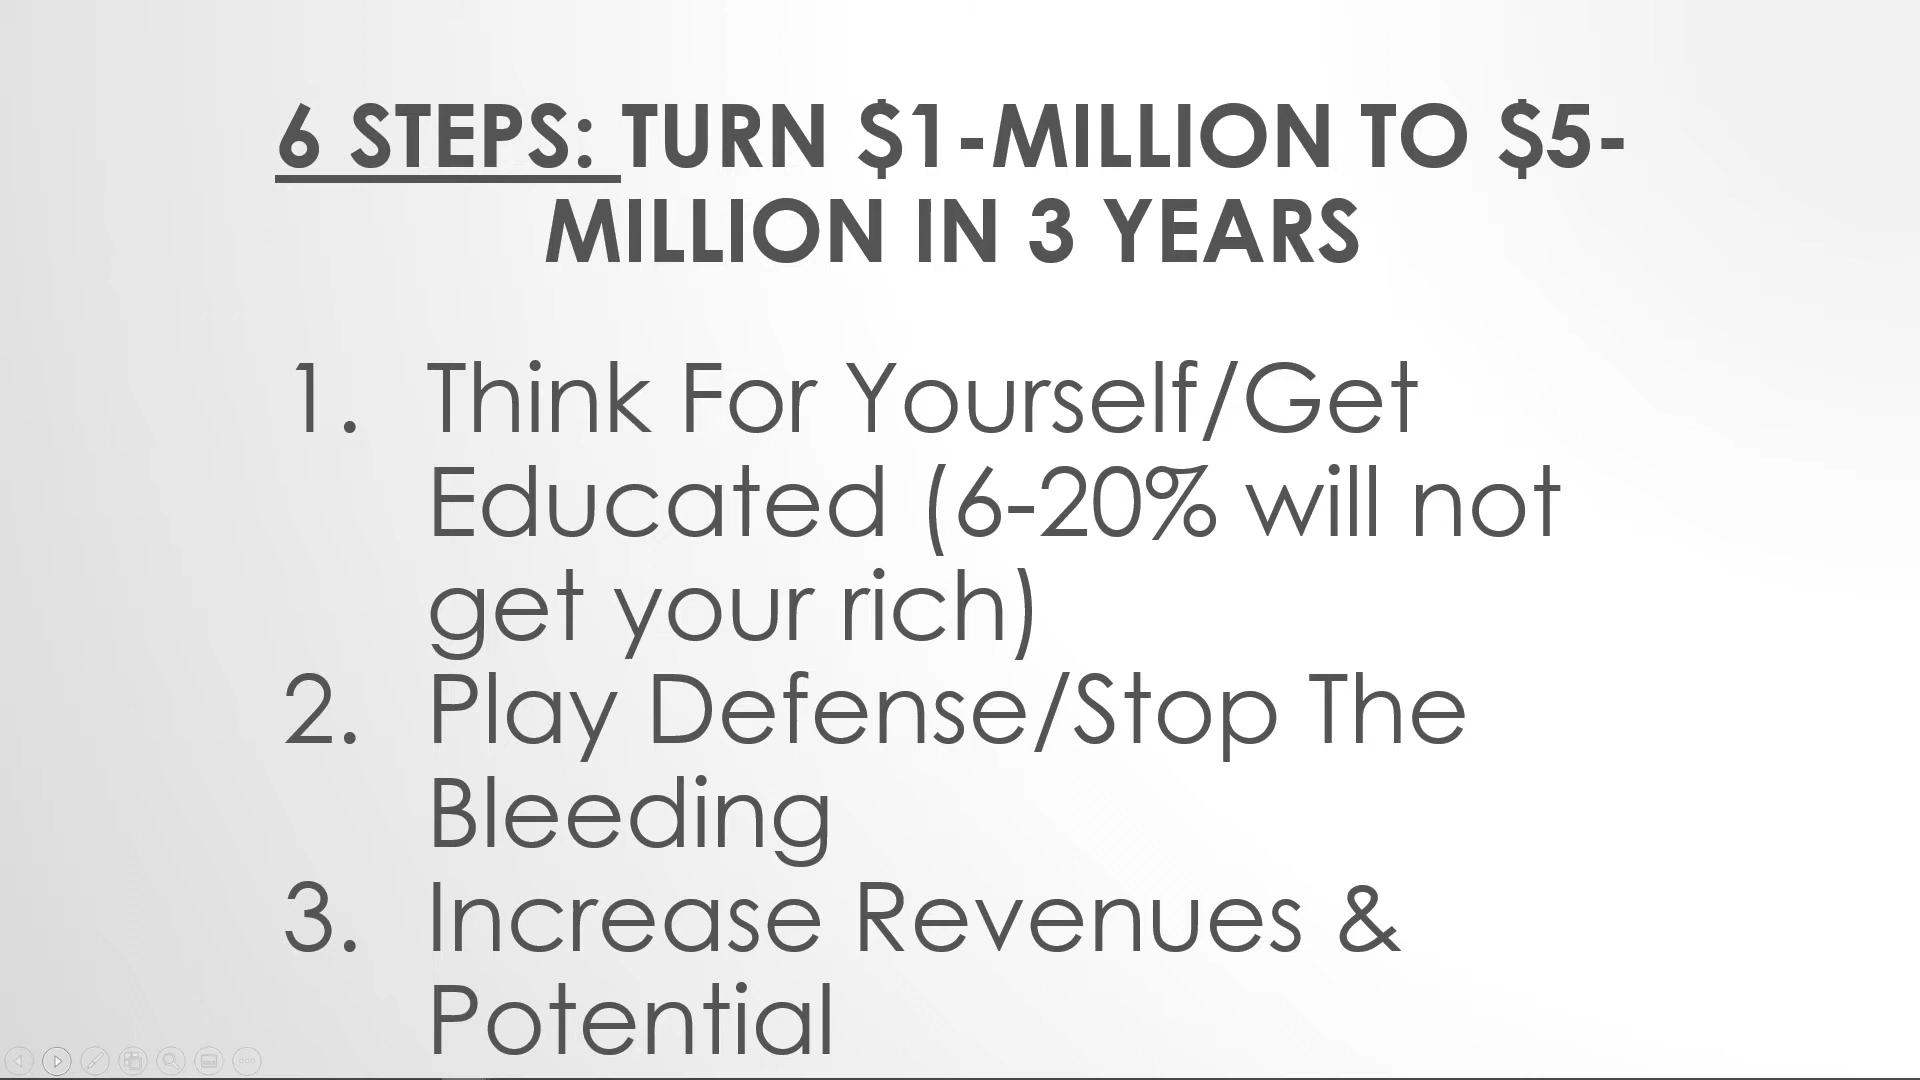 6 STEPS: TURN $1-MILLION TO $5-
MILLION IN 3 YEARS
1. Think For Yourself/Get
Educated (6-20% will not
get your rich)
2. Play Defense/Stop The
Bleeding
3. Increase Revenues &
Potential